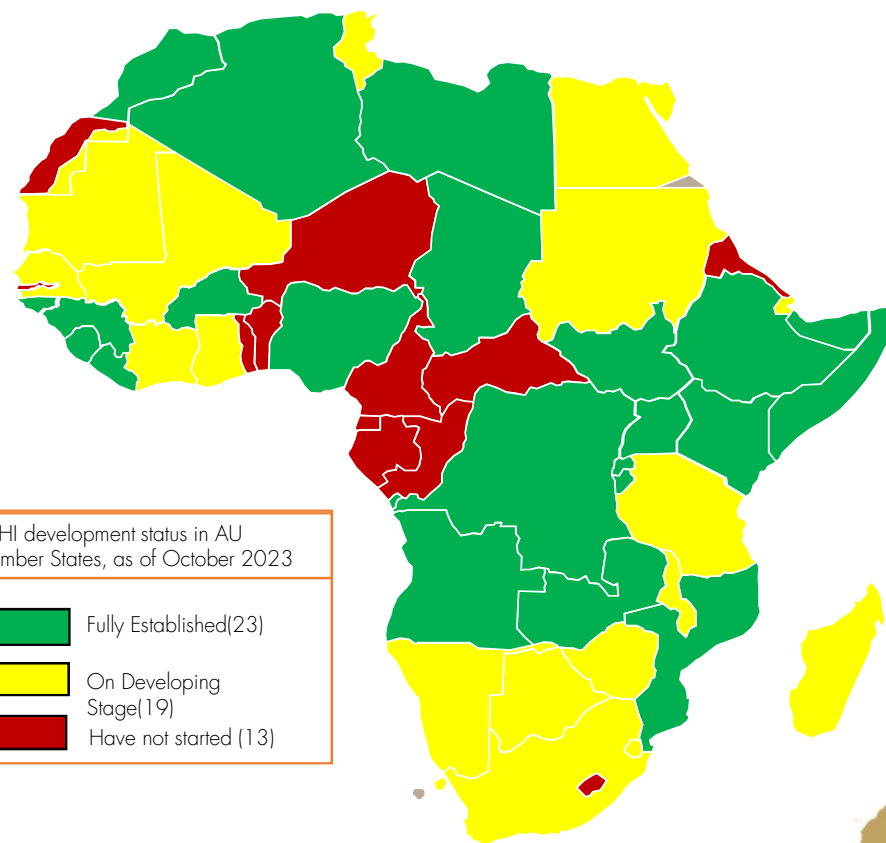 HI development status in AU
mber States, as of October 2023
Fully Established(23)
On Developing
Stage(19)
Have not started (13)